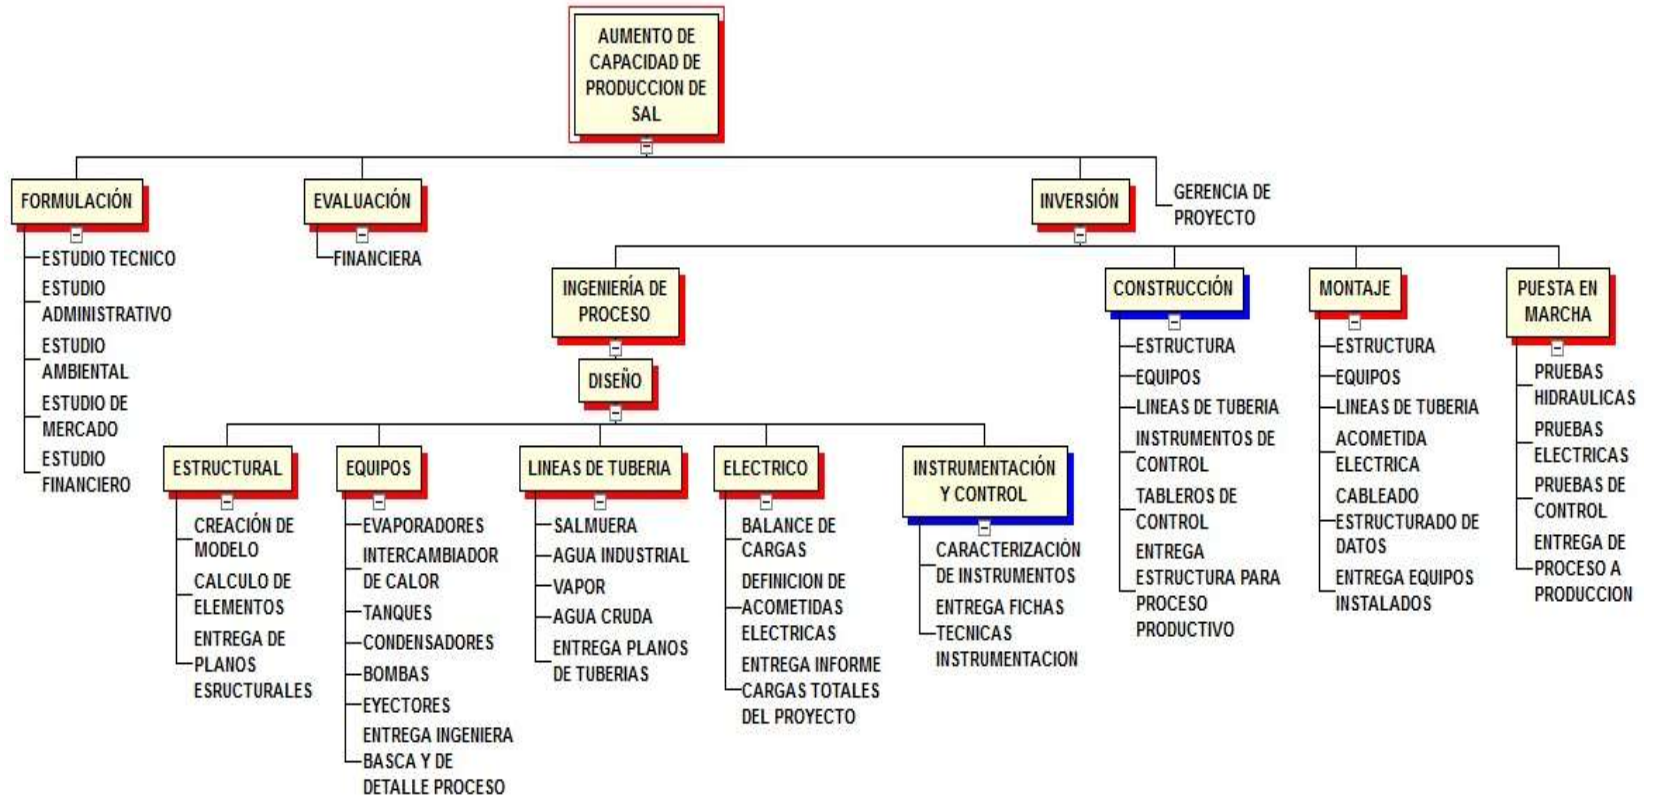 AUMENTO DE
CAPACIDAD DE
PRODUCCION DE
SAL
FORMULACIÓN
EVALUACIÓN
INVERSIÓN
GERENCIA DE
PROYECTO
ESTUDIO TECNICO
ESTUDIO
ADMINISTRATIVO
ESTUDIO
AMBIENTAL
ESTUDIO DE
MERCADO
ESTUDIO
FINANCIERO
FINANCIERA
INGENIERÍA DE
PROCESO
DISEÑO
CONSTRUCCIÓN
MONTAJE
PUESTA EN
MARCHA
ESTRUCTURAL
CREACIÓN DE
MODELO
CALCULO DE
ELEMENTOS
ENTREGA DE
PLANOS
ESRUCTURALES
EQUIPOS
EVAPORADORES
INTERCAMBIADOR
DE CALOR
TANQUES
CONDENSADORES
BOMBAS
EYECTORES
ENTREGA INGENIERA
BASCA Y DE
DETALLE PROCESO
LINEAS DE TUBERIA
SALMUERA
AGUA INDUSTRIAL
VAPOR
AGUA CRUDA
ENTREGA PLANOS
DE TUBERIAS
ELECTRICO
BALANCE DE
CARGAS
DEFINICION DE
ACOMETIDAS
ELECTRICAS
ENTREGA INFORME
CARGAS TOTALES
DEL PROYECTO
INSTRUMENTACIÓN
Y CONTROL
CARACTERIZACIÓN
DE INSTRUMENTOS
ENTREGA FICHAS
TECNICAS
INSTRUMENTACION
ESTRUCTURA
EQUIPOS
LINEAS DE TUBERIA
INSTRUMENTOS DE
CONTROL
TABLEROS DE
CONTROL
ENTREGA
ESTRUCTURA PARA
PROCESO
PRODUCTIVO
ESTRUCTURA
EQUIPOS
LINEAS DE TUBERIA
ACOMETIDA
ELECTRICA
CABLEADO
ESTRUCTURADO DE
DATOS
ENTREGA EQUIPOS
INSTALADOS
PRUEBAS
HIDRAULICAS
PRUEBAS
ELECTRICAS
PRUEBAS DE
CONTROL
ENTREGA DE
PROCESO A
PRODUCCION